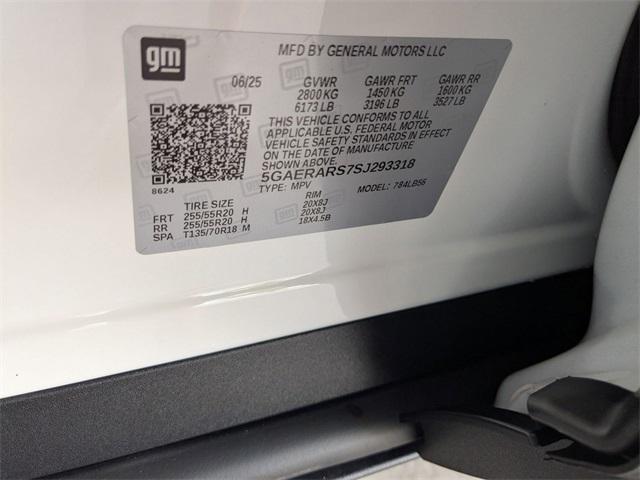 gm
MFD BY GENERAL MOTORS LLC
06/25 GVWR GAWR FRT GAWR RR
2800 KG 1450 KG 1600 KG
6173 LB 3196 LB 3527 LB
THIS VEHICLE CONFORMS TO ALL
APPLICABLE U.S. FEDERAL MOTOR
VEHICLE SAFETY STANDARDS IN EFFECT
ON THE DATE OF MANUFACTURE
SHOWN ABOVE.
5GAERARS7SJ293318
8624 TYPE: MPV MODEL: 784LB56
TIRE SIZE RIM
FRT 255/55R20 H 20X8J
RR 255/55R20 H 20X8J
SPA T135/70R18 M 18X4.5B